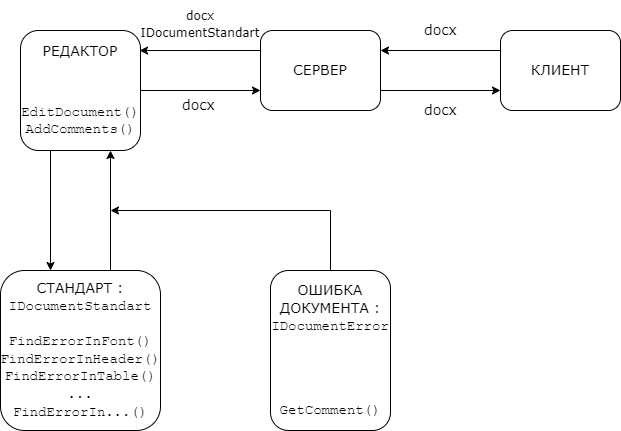 docx
IDocumentStandart
docx
РЕДАКТОР
СЕРВЕР
КЛИЕНТ
EditDocument()
AddComments()
docx
docx
СТАНДАРТ :
IDocumentStandart
FindErrorInFont()
FindErrorInHeader()
FindErrorInTable()
...
FindErrorIn...()
ОШИБКА
ДОКУМЕНТА :
IDocumentError
GetComment()